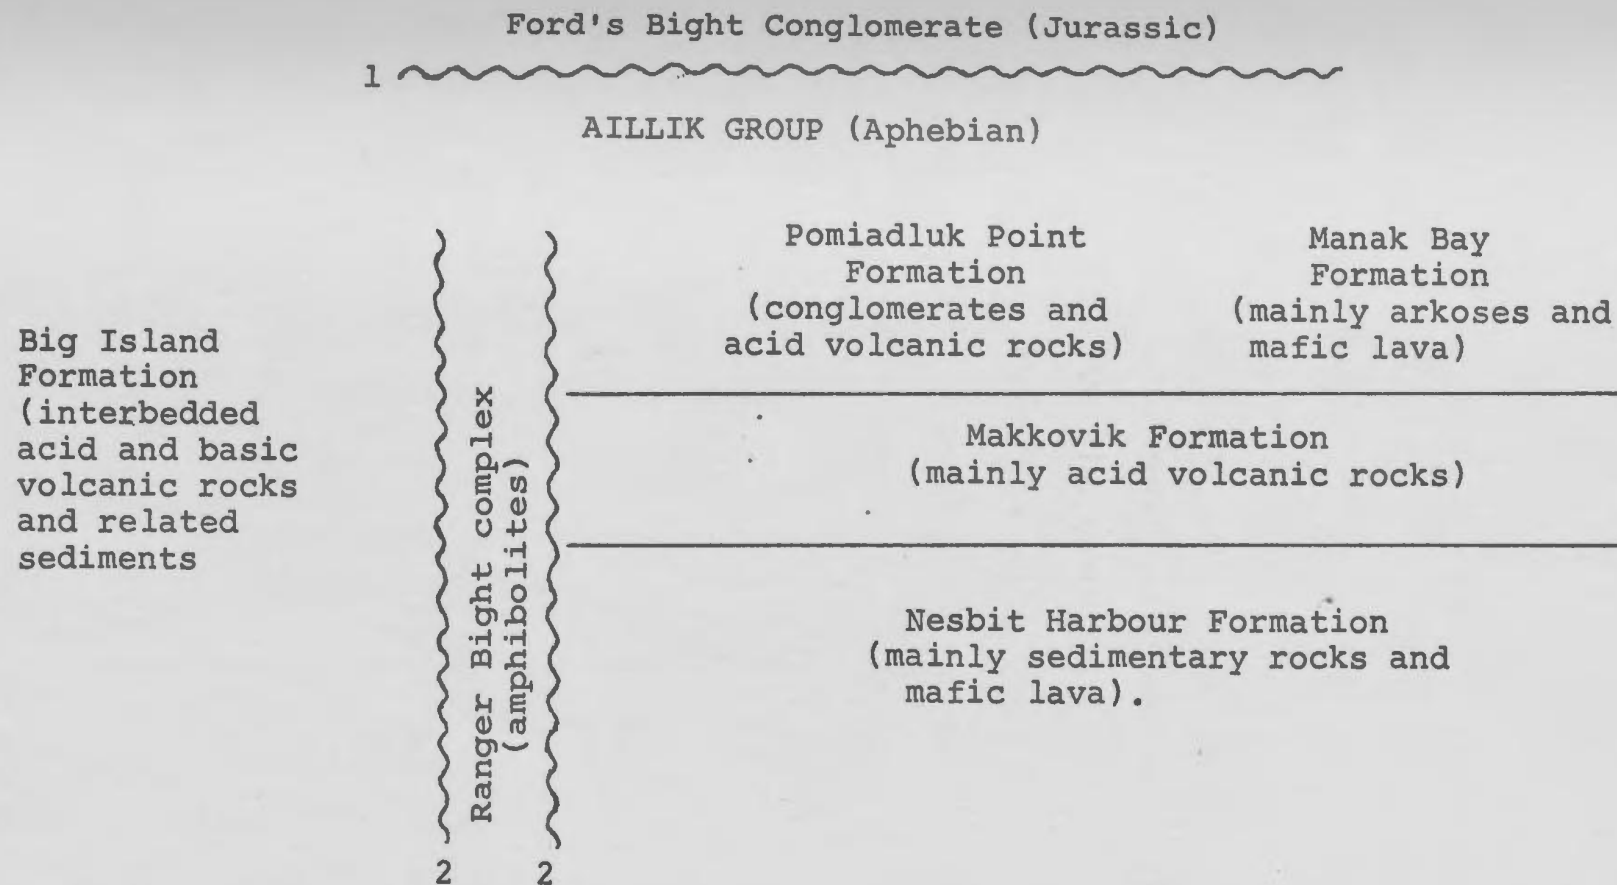 Ford's Bight Conglomerate (Jurassic)
1
AILLIK GROUP (Aphebian)
Big Island
Formation
(interbedded
acid and basic
volcanic rocks
and related
sediments
Ranger Bight complex
(amphibolites)
Pomiadluk Point
Formation
(conglomerates and
acid volcanic rocks)
Manak Bay
Formation
(mainly arkoses and
mafic lava)
Makkovik Formation
(mainly acid volcanic rocks)
Nesbit Harbour Formation
(mainly sedimentary rocks and
mafic lava).
2 2